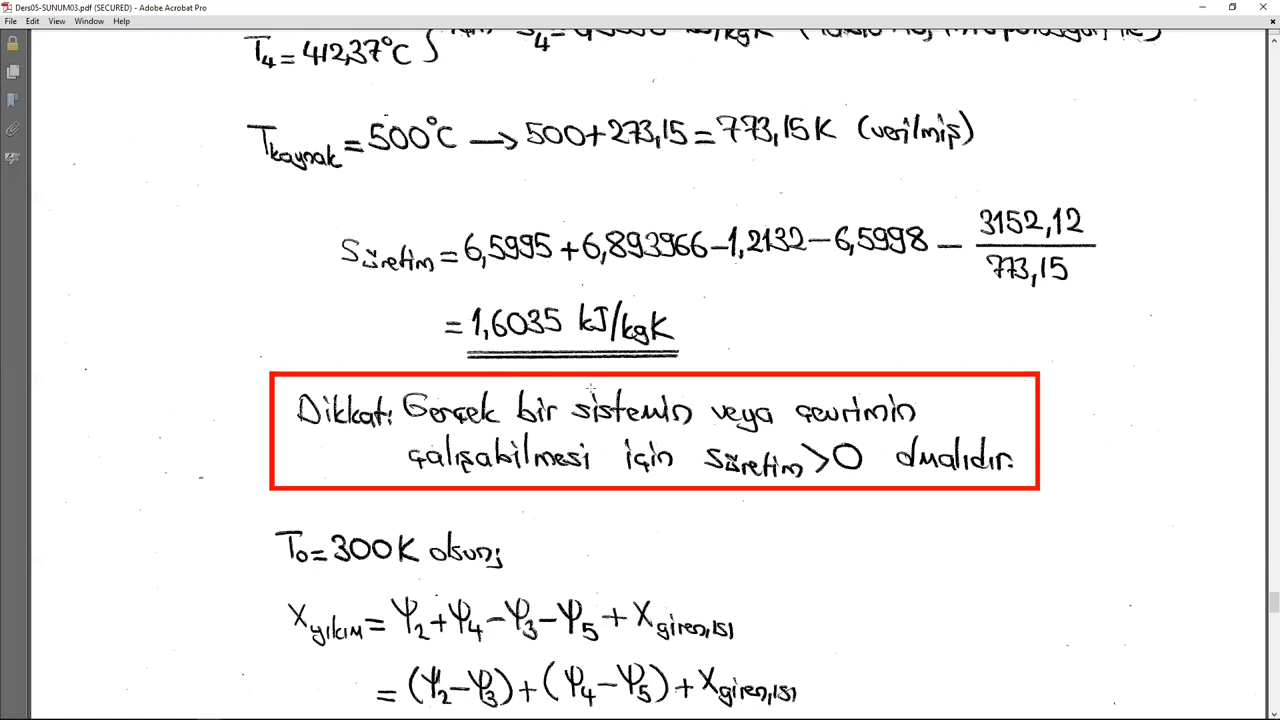 Ders05-SUNUM03.pdf (SECURED) - Adobe Acrobat Pro
File Edit View Window Help
T4 = 412,37°C
Tkaynak = 500°C → 500+273,15 = 773,15 K (verilmiş)
Süretim = 6,5995 + 6,893966 - 1,2132 - 6,5998 - 3152,12 / 773,15
= 1,6035 kJ/kgK
Dikkat: Gerçek bir sistemin veya çevrimin
çalışabilmesi için Süretim > 0 olmalıdır.
T0 = 300K olsun;
Xyıkım = Ψ2 + Ψ4 - Ψ3 - Ψ5 + Xgiren,ısı
= (Ψ2 - Ψ3) + (Ψ4 - Ψ5) + Xgiren,ısı